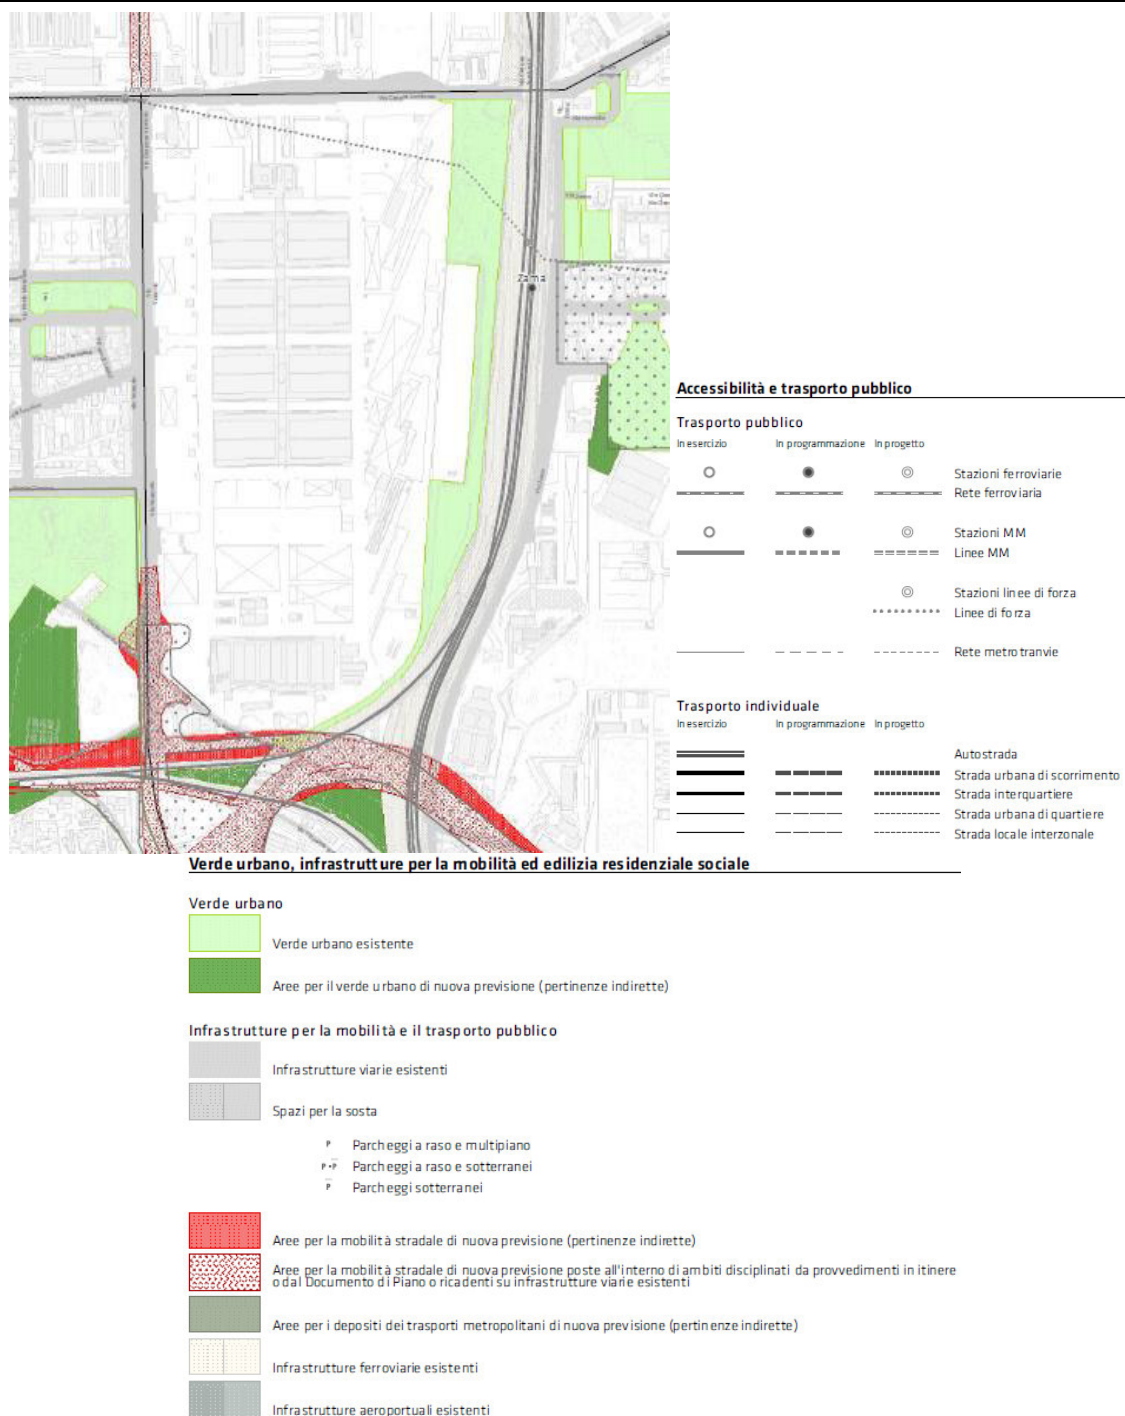 Zama
Accessibilità e trasporto pubblico
Trasporto pubblico
In esercizio In programmazione In progetto
Stazioni ferroviarie
Rete ferroviaria
Stazioni MM
Linee MM
Stazioni linee di forza
Linee di forza
Rete metrotranvie
Trasporto individuale
In esercizio In programmazione In progetto
Autostrada
Strada urbana di scorrimento
Strada interquartiere
Strada urbana di quartiere
Strada locale interzonale
Verde urbano, infrastrutture per la mobilità ed edilizia residenziale sociale
Verde urbano
Verde urbano esistente
Aree per il verde urbano di nuova previsione (pertinenze indirette)
Infrastrutture per la mobilità e il trasporto pubblico
Infrastrutture viarie esistenti
Spazi per la sosta
P Parcheggi a raso e multipiano
P+P Parcheggi a raso e sotterranei
P Parcheggi sotterranei
Aree per la mobilità stradale di nuova previsione (pertinenze indirette)
Aree per la mobilità stradale di nuova previsione poste all'interno di ambiti disciplinati da provvedimenti in itinere
o dal Documento di Piano o ricadenti su infrastrutture viarie esistenti
Aree per i depositi dei trasporti metropolitani di nuova previsione (pertinenze indirette)
Infrastrutture ferroviarie esistenti
Infrastrutture aeroportuali esistenti